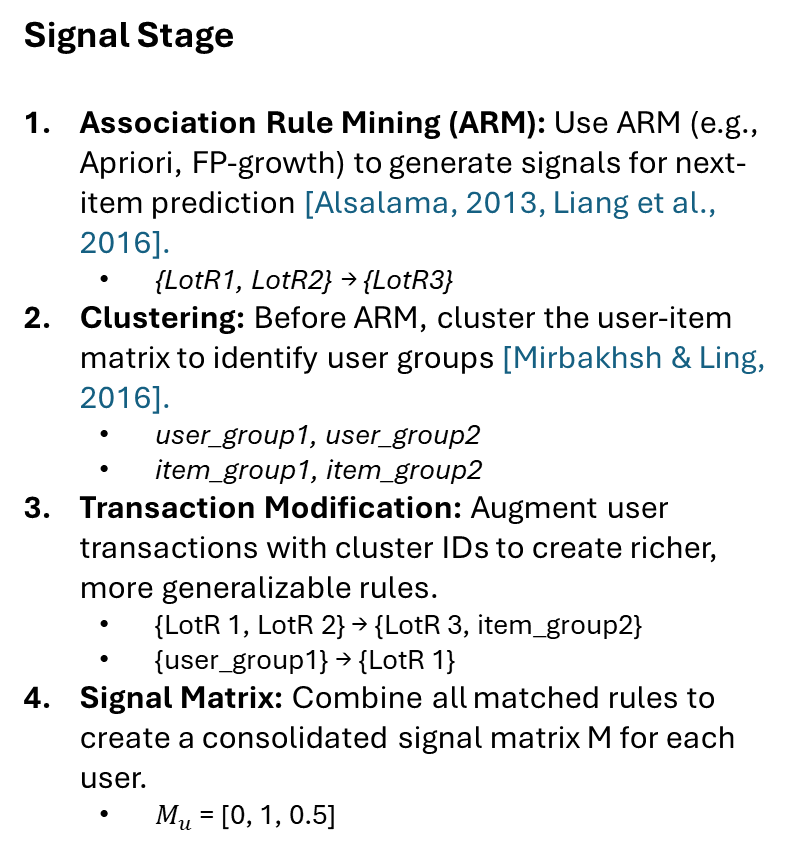 Signal Stage
1. Association Rule Mining (ARM): Use ARM (e.g.,
Apriori, FP-growth) to generate signals for next-
item prediction [Alsalama, 2013, Liang et al.,
2016].
• {LotR1, LotR2} → {LotR3}
2. Clustering: Before ARM, cluster the user-item
matrix to identify user groups [Mirbakhsh & Ling,
2016].
• user_group1, user_group2
• item_group1, item_group2
3. Transaction Modification: Augment user
transactions with cluster IDs to create richer,
more generalizable rules.
• {LotR 1, LotR 2} → {LotR 3, item_group2}
• {user_group1} → {LotR 1}
4. Signal Matrix: Combine all matched rules to
create a consolidated signal matrix M for each
user.
• Mᵤ = [0, 1, 0.5]